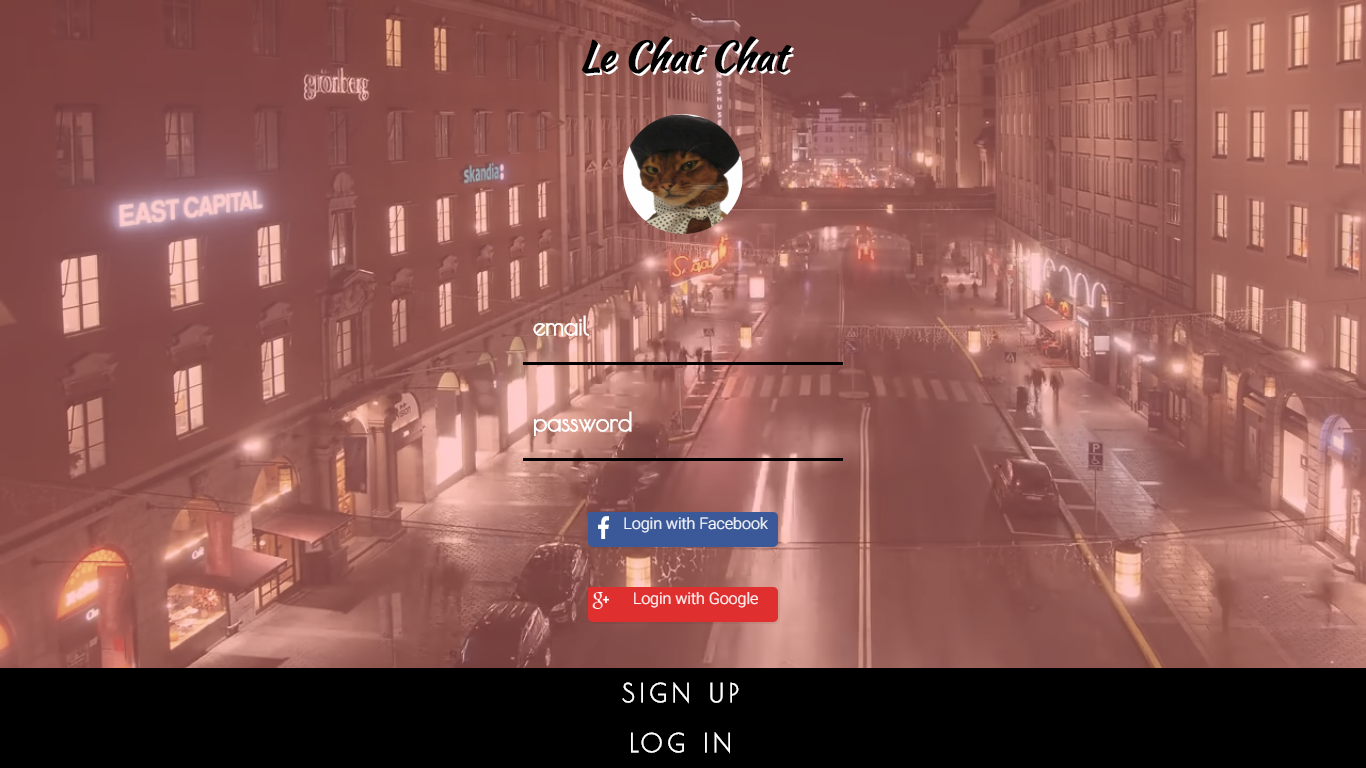 Le Chat Chat
grönberg
skandia:
EAST CAPITAL
email
password
f Login with Facebook
g+ Login with Google
SIGN UP
LOG IN